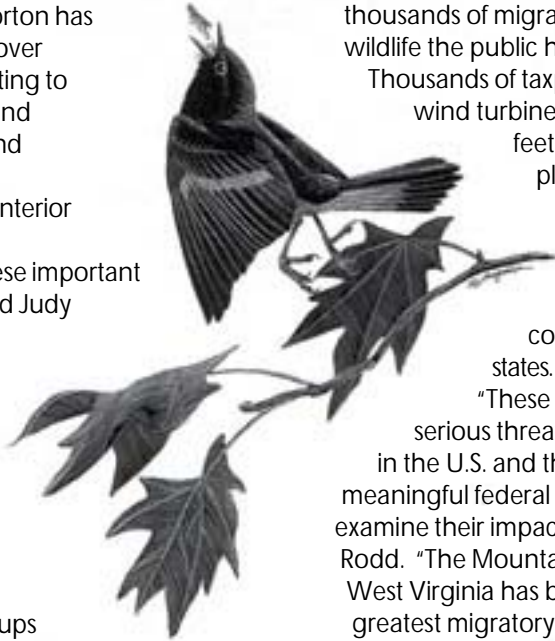 orton has
over
ting to
nd
nd
nterior
ese important
d Judy
ups
thousands of migra
wildlife the public h
Thousands of taxp
wind turbine
feet
pl
co
states.
"These
serious threa
in the U.S. and th
meaningful federal
examine their impac
Rodd. "The Mounta
West Virginia has b
greatest migratory